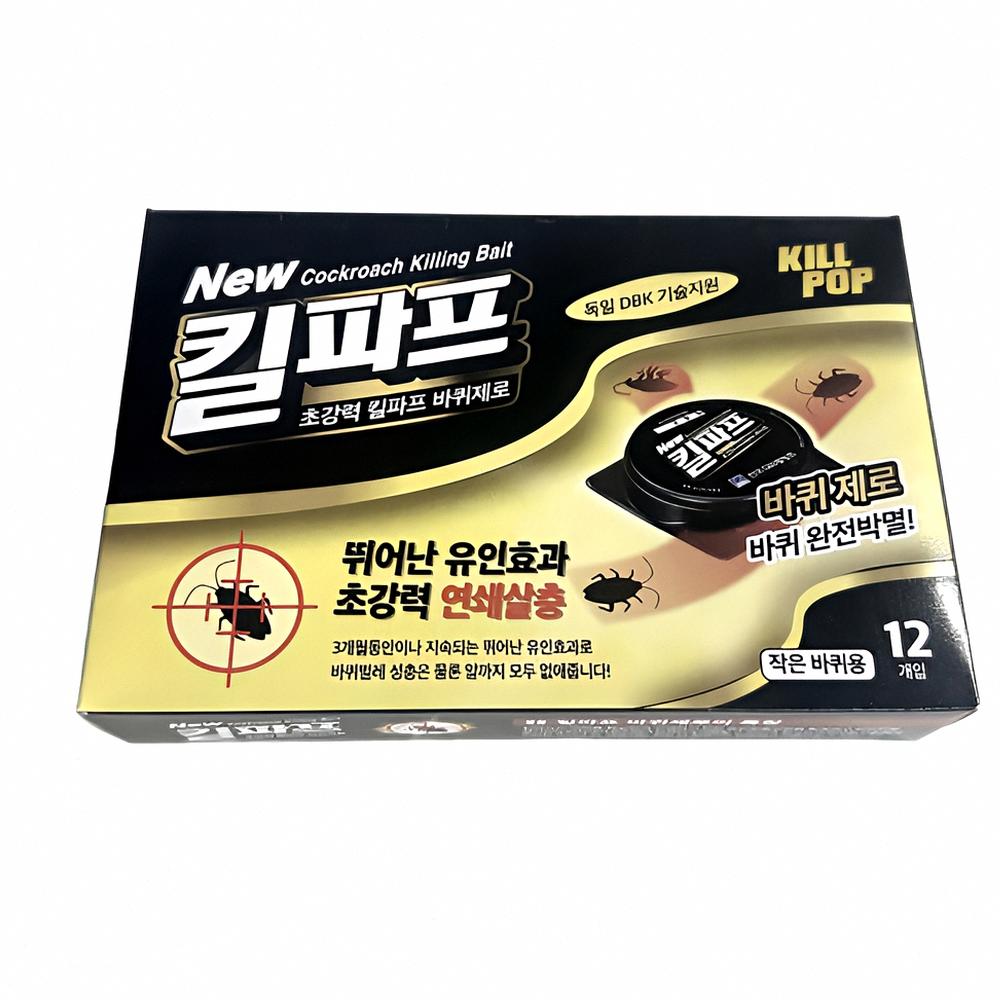 New Cockroach Killing Bait
킬파프
초강력 킬파프 바퀴제로
독일 DBK 기술지원
KILL
POP
New
킬파프
바퀴 제로
바퀴 완전박멸!
뛰어난 유인효과
초강력 연쇄살충
3개월동안이나 지속되는 뛰어난 유인효과로
바퀴벌레 성충은 물론 알까지 모두 없애줍니다!
작은 바퀴용
12
개입
New
킬파프